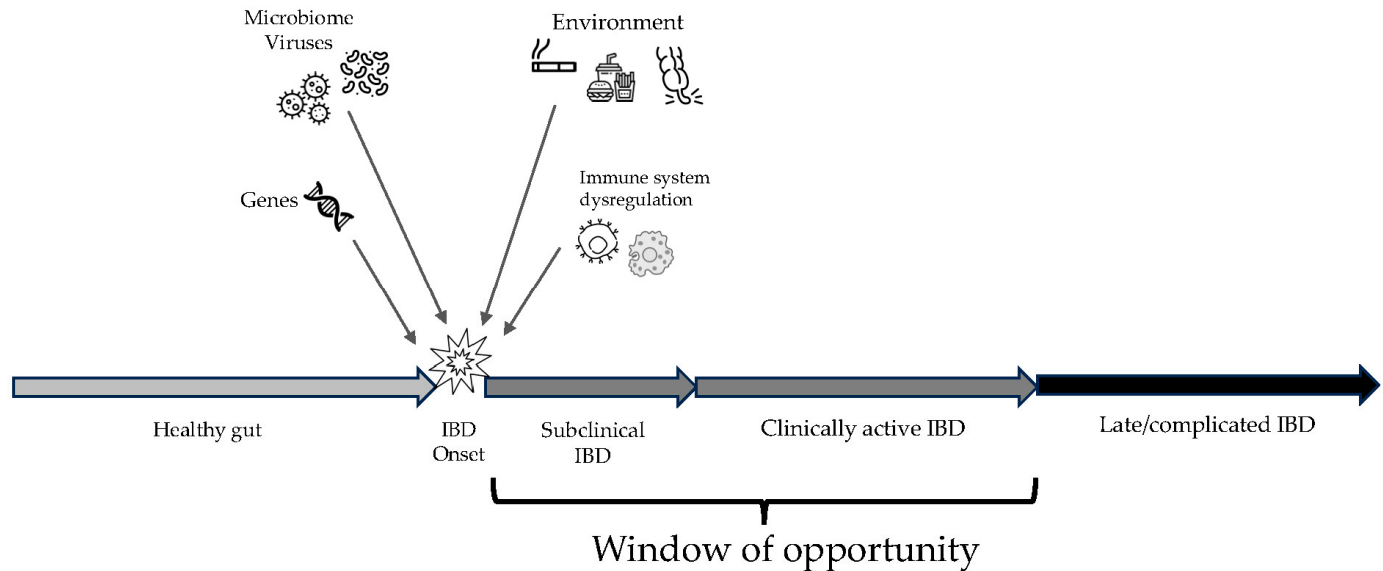 Microbiome
Viruses
Environment
Genes
Immune system
dysregulation
Healthy gut
IBD
Onset
Subclinical
IBD
Clinically active IBD
Late/complicated IBD
Window of opportunity